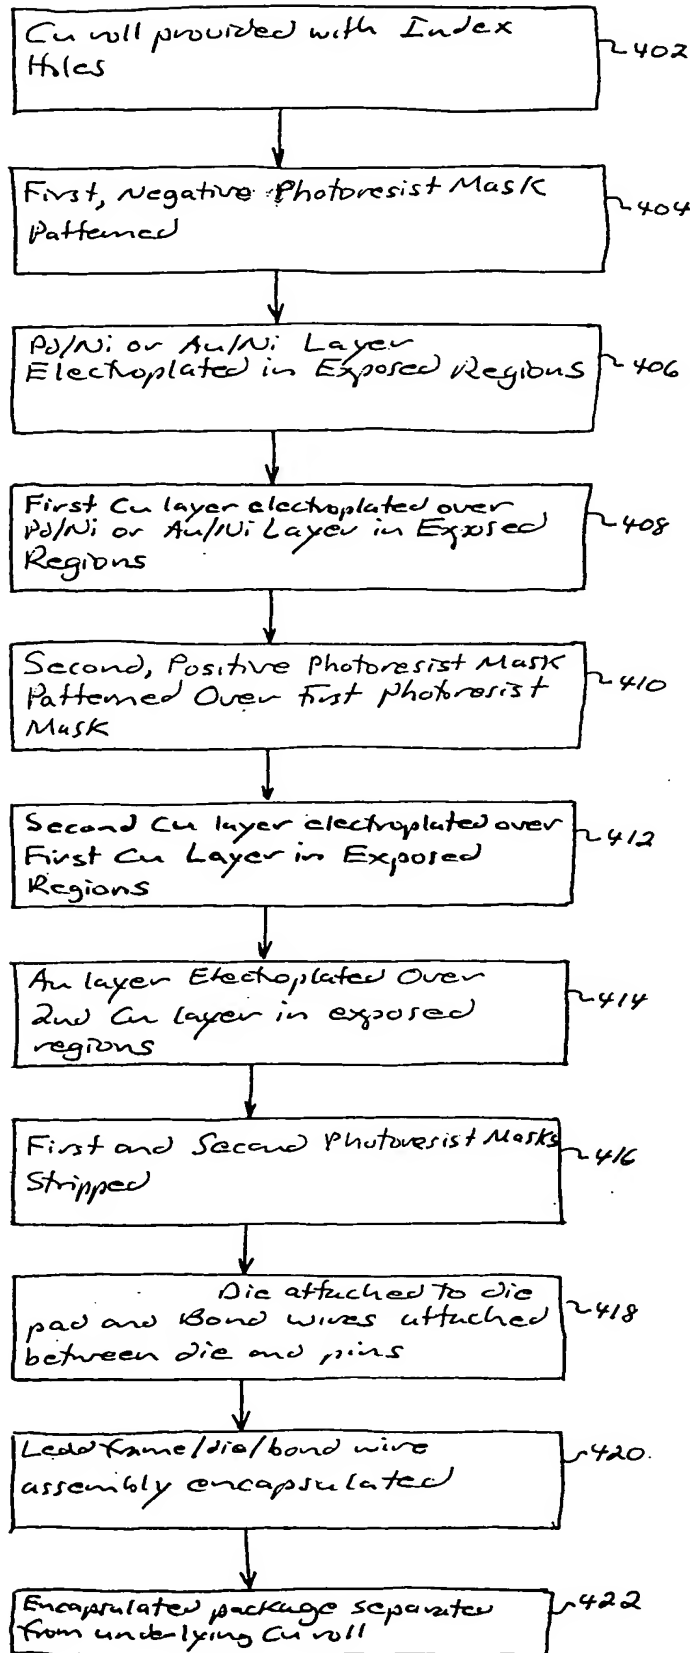 Cu roll provided with Index
Holes
402
First, Negative Photoresist Mask
Patterned
404
Pd/Ni or Au/Ni Layer
Electroplated in Exposed Regions
406
First Cu layer electroplated over
Pd/Ni or Au/Ni Layer in Exposed
Regions
408
Second, Positive Photoresist Mask
Patterned Over First Photoresist
Mask
410
Second Cu layer electroplated over
First Cu Layer in Exposed
Regions
412
Au layer Electroplated Over
2nd Cu layer in exposed
regions
414
First and Second Photoresist Masks
Stripped
416
Die attached to die
pad and Bond wires attached
between die and pins
418
Lead frame/die/bond wire
assembly encapsulated
420
Encapsulated package separated
from underlying Cu roll
422